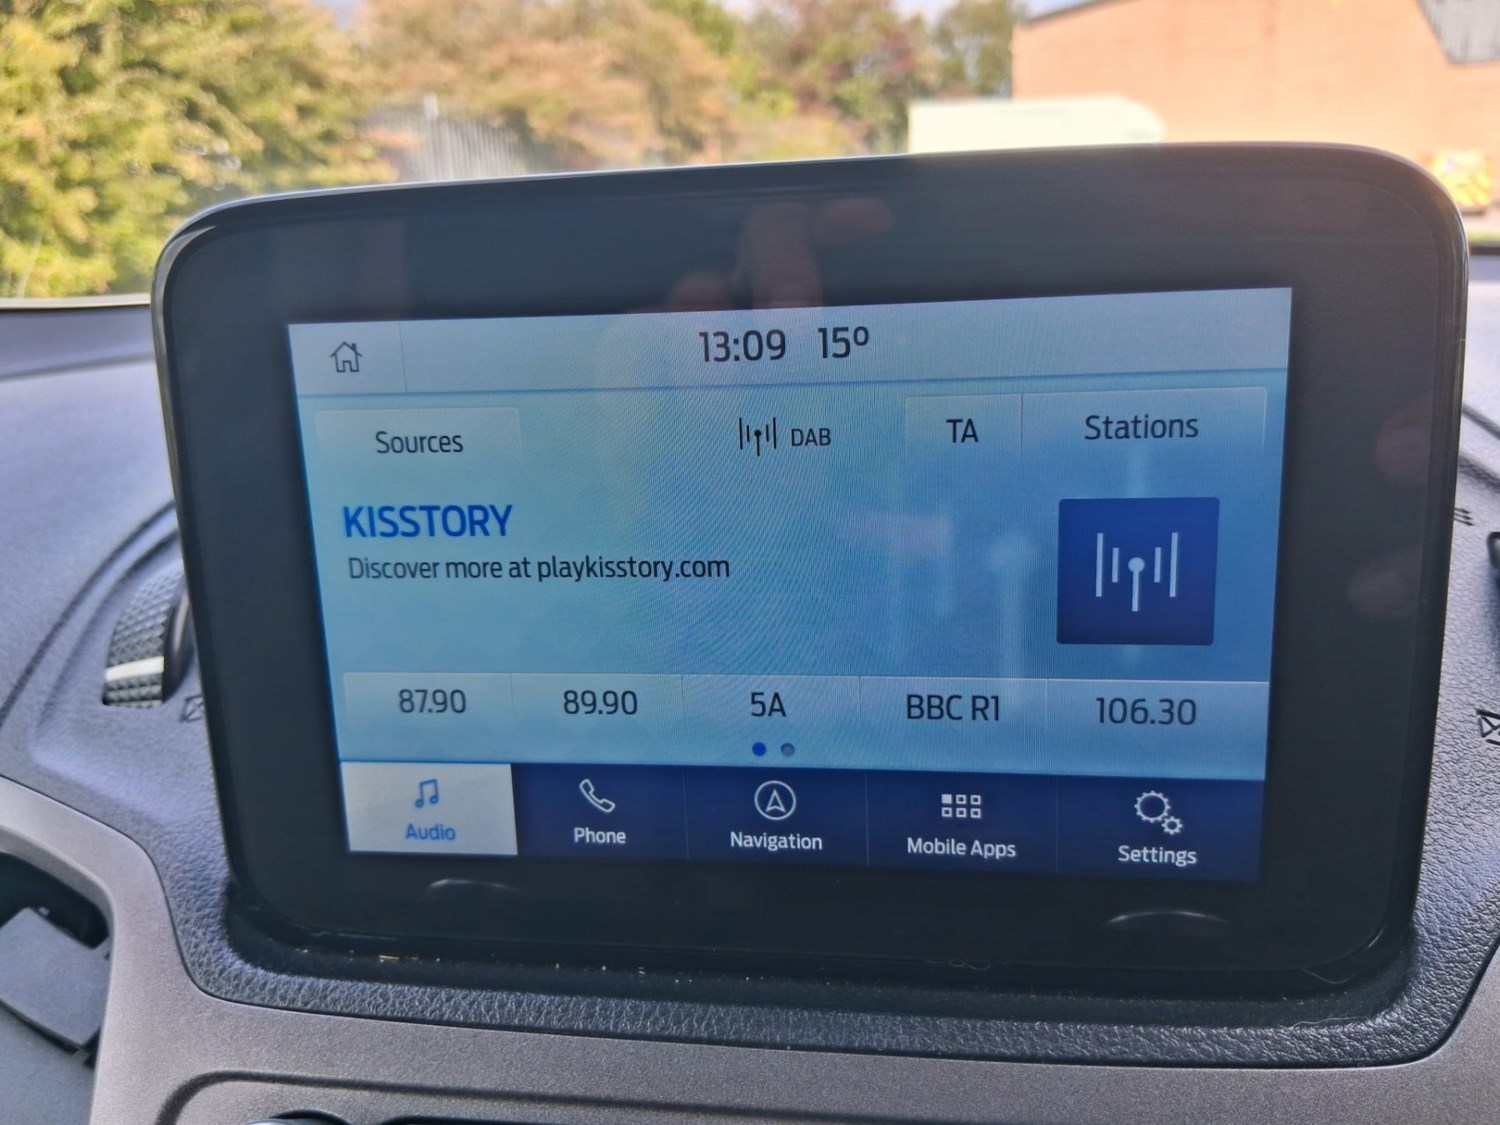 13:09 15º
Sources DAB TA Stations
KISSTORY
Discover more at playkisstory.com
87.90 89.90 5A BBC R1 106.30
Audio Phone Navigation Mobile Apps Settings